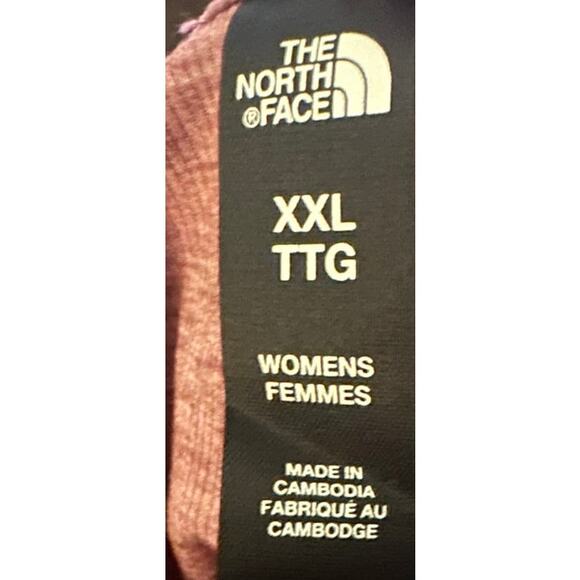 THE
NORTH
®FACE
XXL
TTG
WOMENS
FEMMES
MADE IN
CAMBODIA
FABRIQUÉ AU
CAMBODGE